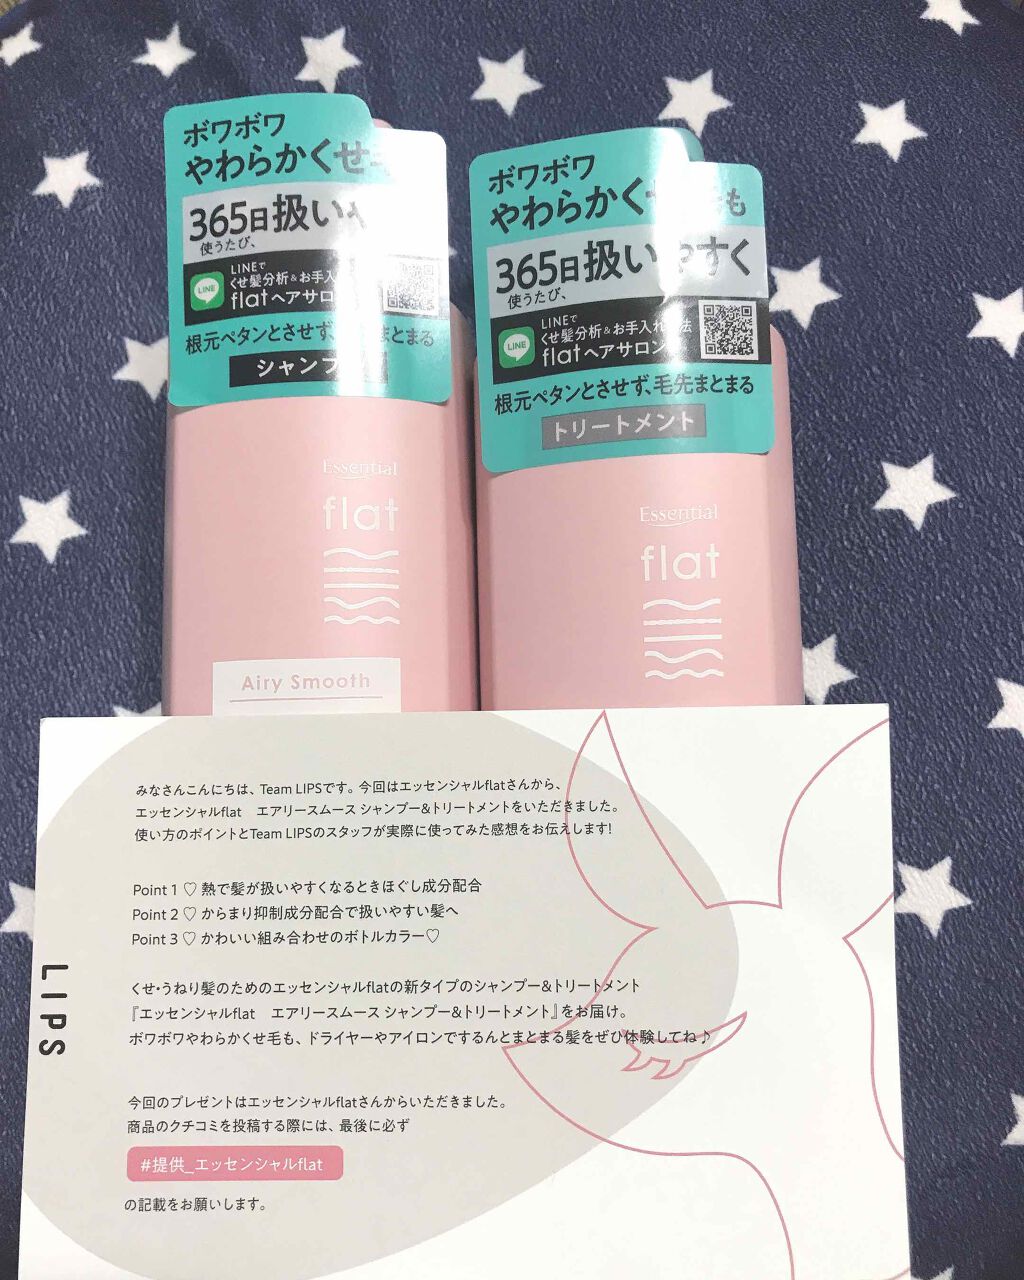 ボワボワ
やわらかくせ
365日扱い
使うたび、
LINE
LINEで
くせ髪分析&お手入
flatヘアサロ
根元ペタンとさせず、 まとまる
シャンプ
Essential
flat
Airy Smooth
ボワボワ
やわらかく も
365日扱いやすく
使うたび、
LINE
LINEで
くせ髪分析&お手入れ 法
flatヘアサロン
根元ペタンとさせず、毛先まとまる
トリートメント
Essential
flat
みなさんこんにちは、Team LIPSです。今回はエッセンシャルflatさんから、
エッセンシャルflat　エアリースムース シャンプー&トリートメントをいただきました。
使い方のポイントとTeam LIPSのスタッフが実際に使ってみた感想をお伝えします!
Point 1 ♡ 熱で髪が扱いやすくなるときほぐし成分配合
Point 2 ♡ からまり抑制成分配合で扱いやすい髪へ
Point 3 ♡ かわいい組み合わせのボトルカラー♡
くせ・うねり髪のためのエッセンシャルflatの新タイプのシャンプー&トリートメント
『エッセンシャルflat　エアリースムース シャンプー&トリートメント』をお届け。
ボワボワやわらかくせ毛も、ドライヤーやアイロンでするんとまとまる髪をぜひ体験してね♪
今回のプレゼントはエッセンシャルflatさんからいただきました。
商品のクチコミを投稿する際には、最後に必ず
#提供_エッセンシャルflat
の記載をお願いします。
LIPS